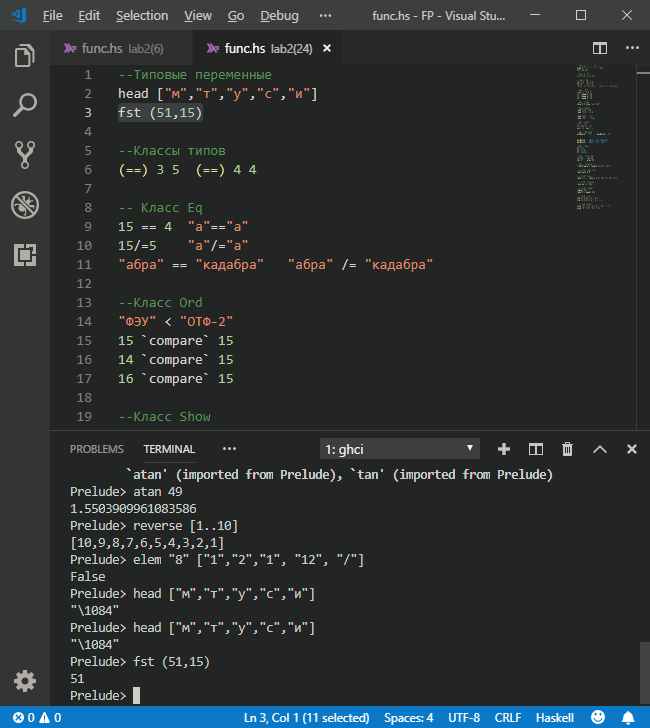 File Edit Selection View Go Debug ··· func.hs - FP - Visual Stu...
func.hs lab2(6) func.hs lab2(24)
1 --Типовые переменные
2 head ["м","т","у","с","и"]
3 fst (51,15)
4
5 --Классы типов
6 (==) 3 5  (==) 4 4
7
8 -- Класс Eq
9 15 == 4  "a"=="a"
10 15/=5    "a"/="a"
11 "абра" == "кадабра"   "абра" /= "кадабра"
12
13 --Класс Ord
14 "ФЭУ" < "ОТФ-2"
15 15 `compare` 15
16 14 `compare` 15
17 16 `compare` 15
18
19 --Класс Show
PROBLEMS TERMINAL ··· 1: ghci
`atan' (imported from Prelude), `tan' (imported from Prelude)
Prelude> atan 49
1.5503909961083586
Prelude> reverse [1..10]
[10,9,8,7,6,5,4,3,2,1]
Prelude> elem "8" ["1","2","1", "12", "/"]
False
Prelude> head ["м","т","у","с","и"]
"\1084"
Prelude> head ["м","т","у","с","и"]
"\1084"
Prelude> fst (51,15)
51
Prelude>
0 0 Ln 3, Col 1 (11 selected) Spaces: 4 UTF-8 CRLF Haskell